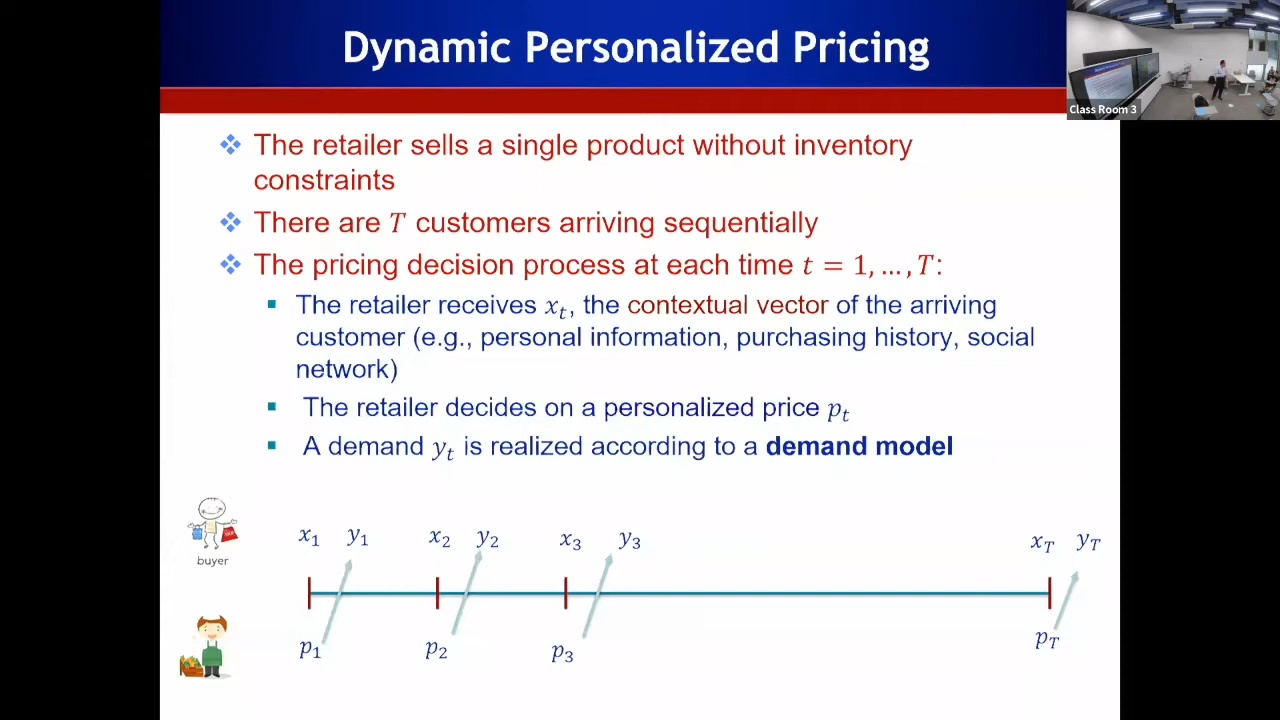 Dynamic Personalized Pricing
Class Room 3
❖ The retailer sells a single product without inventory
constraints
❖ There are T customers arriving sequentially
❖ The pricing decision process at each time t = 1, … , T:
▪ The retailer receives xₜ, the contextual vector of the arriving
customer (e.g., personal information, purchasing history, social
network)
▪ The retailer decides on a personalized price pₜ
▪ A demand yₜ is realized according to a demand model
x₁ y₁ x₂ y₂ x₃ y₃ x_T y_T
buyer
p₁ p₂ p₃ p_T